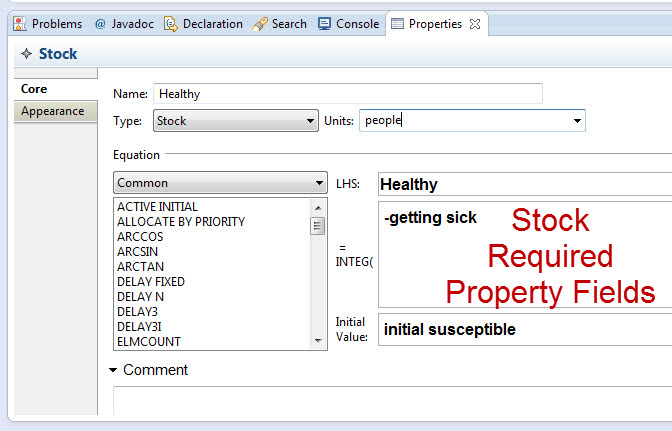 Problems @ Javadoc Declaration Search Console Properties
Stock
Core
Appearance
Name: Healthy
Type: Stock Units: people
Equation
Common LHS: Healthy
ACTIVE INITIAL
ALLOCATE BY PRIORITY
ARCCOS
ARCSIN
ARCTAN
DELAY FIXED
DELAY N
DELAY3
DELAY3I
ELMCOUNT
=
INTEG(
-getting sick
Stock
Required
Property Fields
Initial
Value:
initial susceptible
Comment